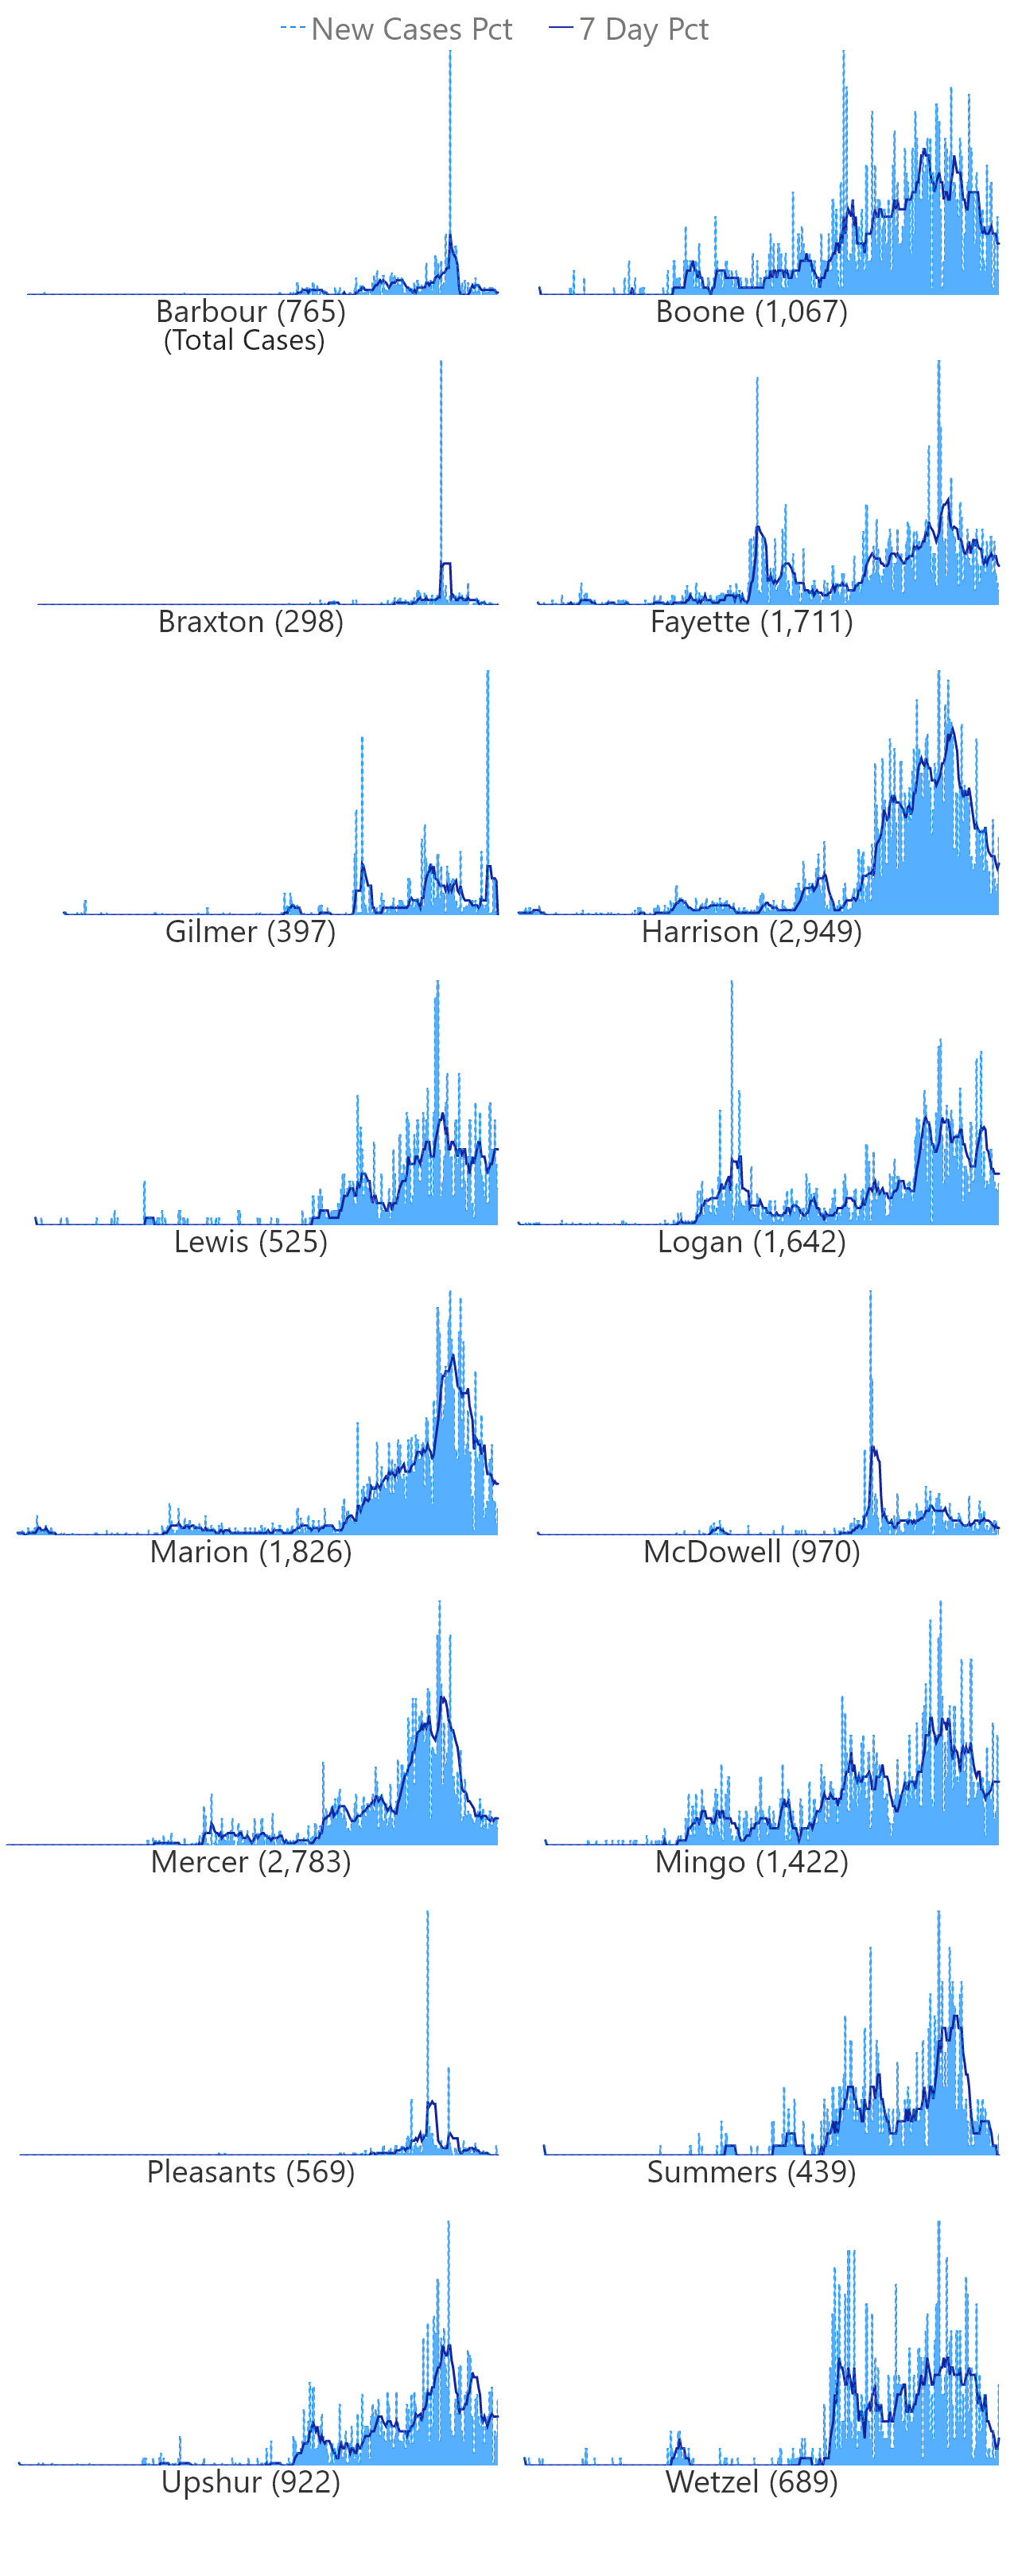 New Cases Pct 7 Day Pct
Barbour (765) Boone (1,067)
(Total Cases)
Braxton (298) Fayette (1,711)
Gilmer (397) Harrison (2,949)
Lewis (525) Logan (1,642)
Marion (1,826) McDowell (970)
Mercer (2,783) Mingo (1,422)
Pleasants (569) Summers (439)
Upshur (922) Wetzel (689)